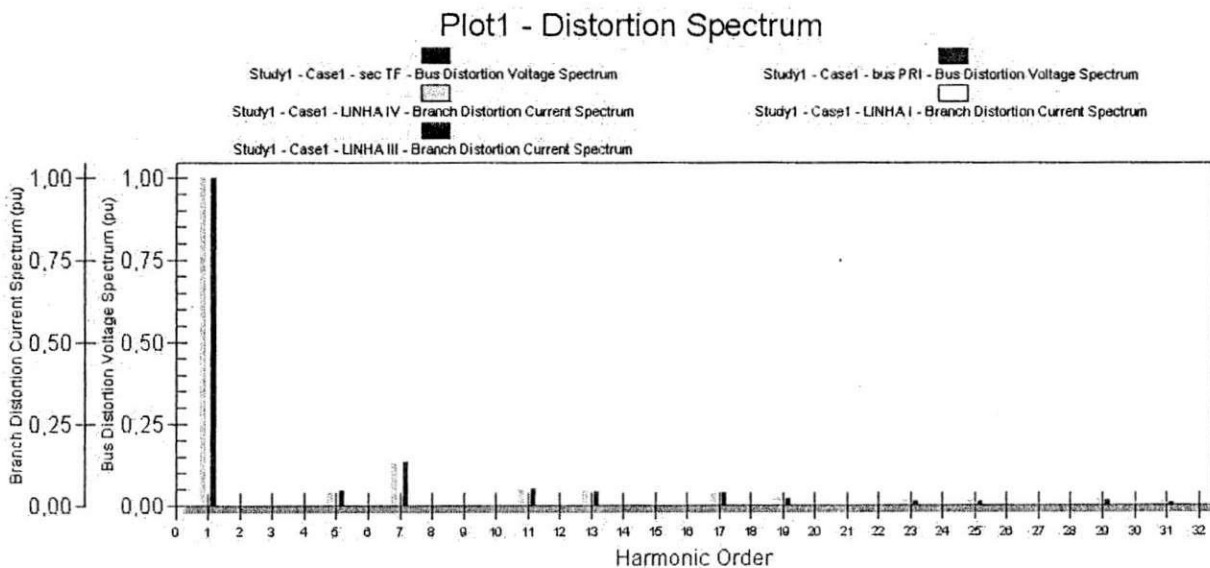 Plot1 - Distortion Spectrum
Study1 - Case1 - sec TF - Bus Distortion Voltage Spectrum
Study1 - Case1 - bus PRI - Bus Distortion Voltage Spectrum
Study1 - Case1 - LINHA IV - Branch Distortion Current Spectrum
Study1 - Case1 - LINHA I - Branch Distortion Current Spectrum
Study1 - Case1 - LINHA III - Branch Distortion Current Spectrum
Branch Distortion Current Spectrum (pu)
1,00
0,75
0,50
0,25
0,00
Bus Distortion Voltage Spectrum (pu)
1,00
0,75
0,50
0,25
0,00
0 1 2 3 4 5 6 7 8 9 10 11 12 13 14 15 16 17 18 19 20 21 22 23 24 25 26 27 28 29 30 31 32
Harmonic Order